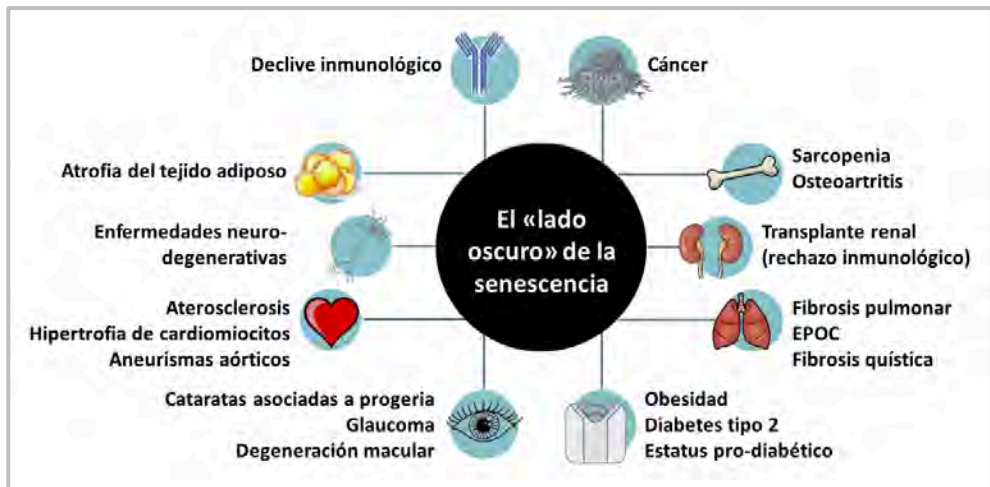 Declive inmunológico
Cáncer
Atrofia del tejido adiposo
Sarcopenia
Osteoartritis
El «lado
oscuro» de la
senescencia
Enfermedades neuro-
degenerativas
Transplante renal
(rechazo inmunológico)
Aterosclerosis
Hipertrofia de cardiomiocitos
Aneurismas aórticos
Fibrosis pulmonar
EPOC
Fibrosis quística
Cataratas asociadas a progeria
Glaucoma
Degeneración macular
Obesidad
Diabetes tipo 2
Estatus pro-diabético